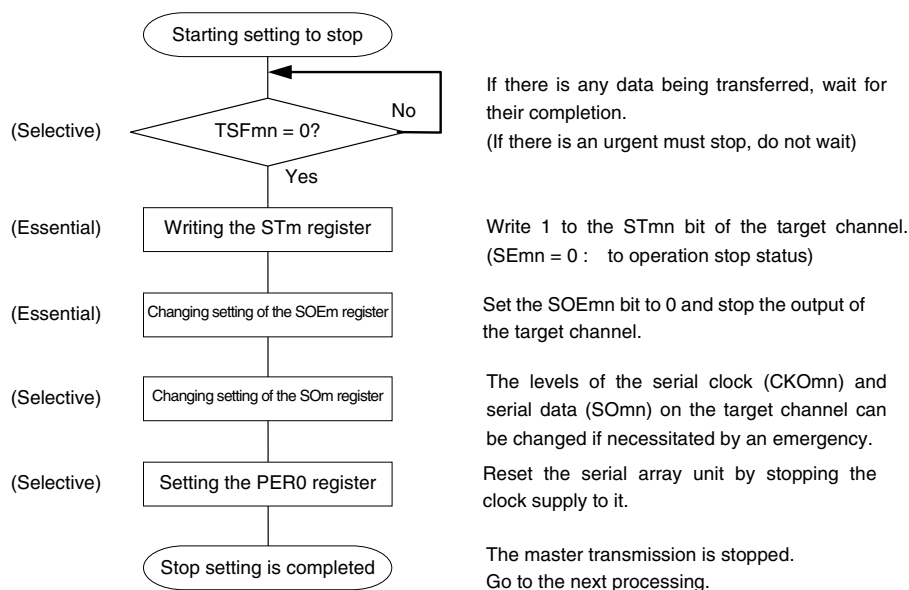 Starting setting to stop
No
If there is any data being transferred, wait for
their completion.
(If there is an urgent must stop, do not wait)
(Selective)
TSFmn = 0?
Yes
(Essential)
Writing the STm register
Write 1 to the STmn bit of the target channel.
(SEmn = 0 : to operation stop status)
(Essential)
Changing setting of the SOEm register
Set the SOEmn bit to 0 and stop the output of
the target channel.
(Selective)
Changing setting of the SOm register
The levels of the serial clock (CKOmn) and
serial data (SOmn) on the target channel can
be changed if necessitated by an emergency.
(Selective)
Setting the PER0 register
Reset the serial array unit by stopping the
clock supply to it.
Stop setting is completed
The master transmission is stopped.
Go to the next processing.